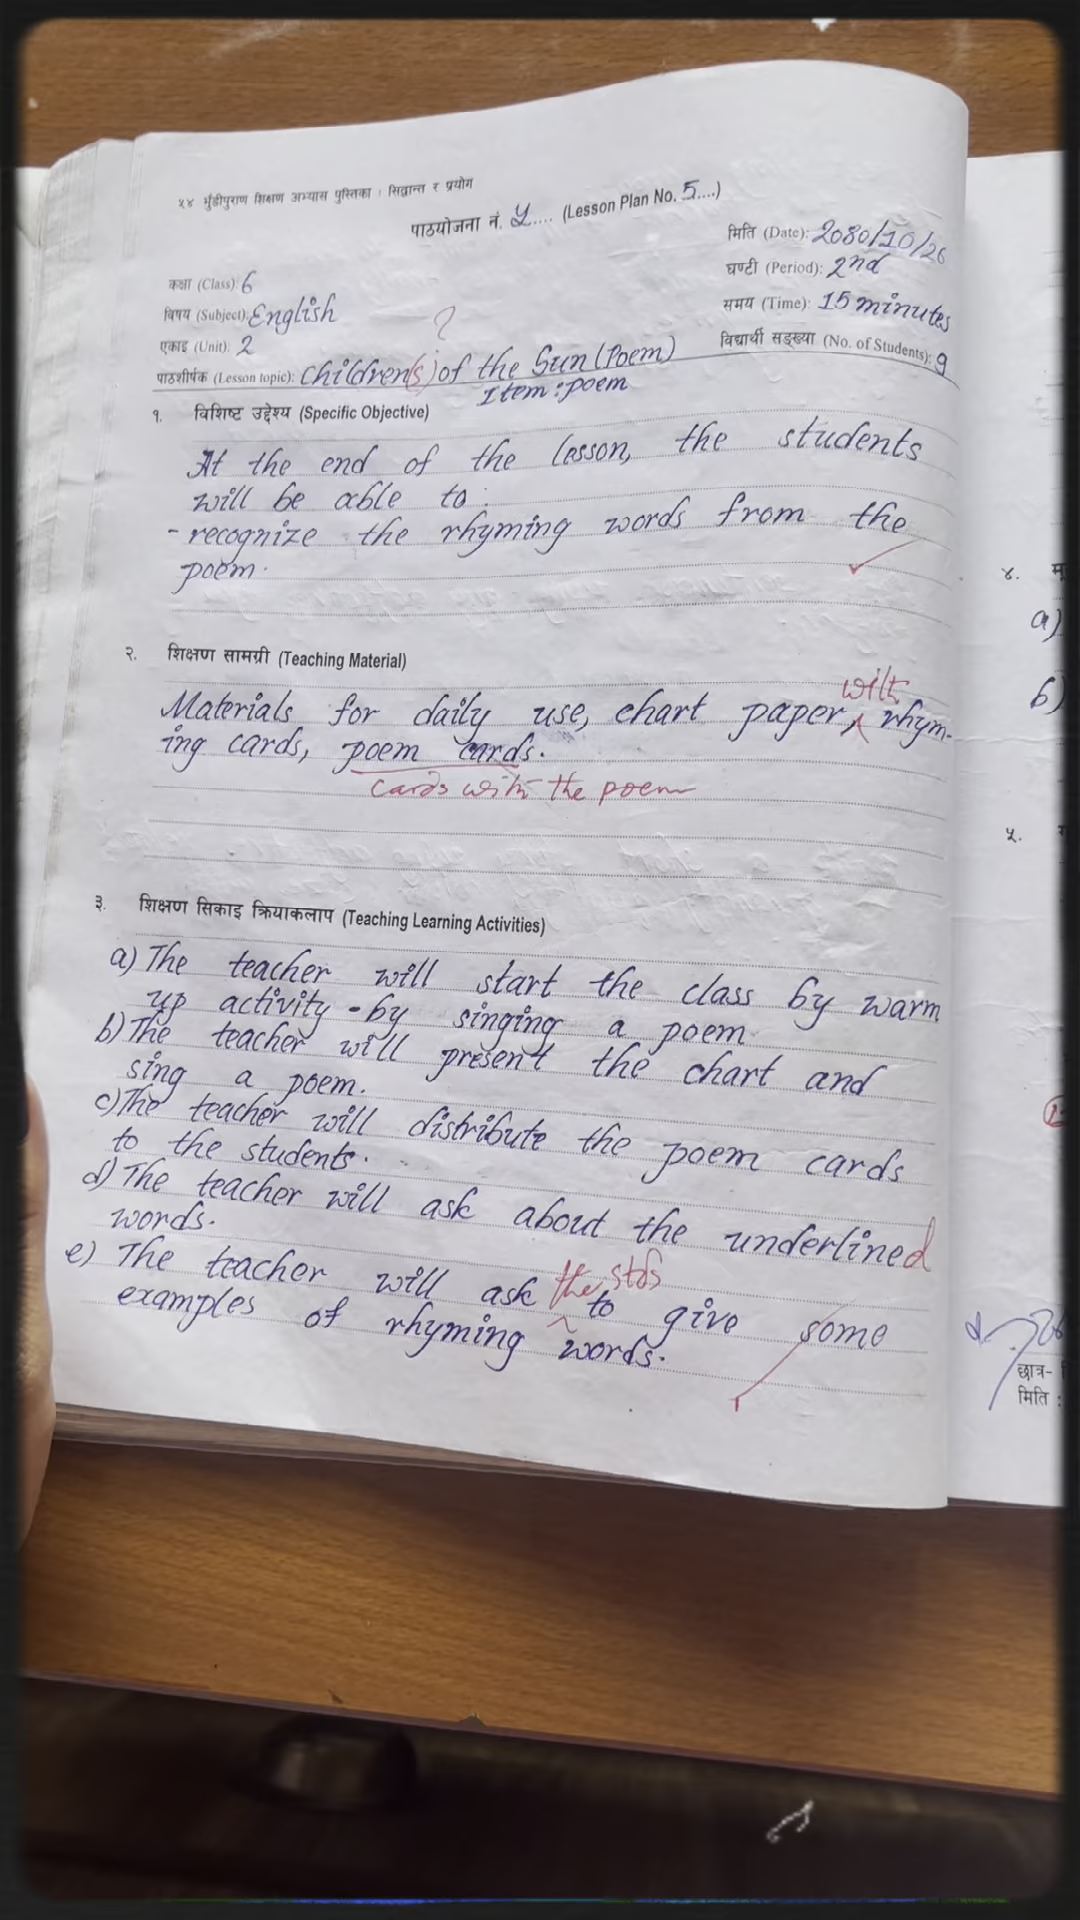 ५४ भुँडीपुराण शिक्षण अभ्यास पुस्तिका : सिद्धान्त र प्रयोग
पाठयोजना नं. ५.... (Lesson Plan No. 5....)
मिति (Date): 2080/10/26
कक्षा (Class): 6
घण्टी (Period): 2nd
विषय (Subject): English
समय (Time): 15 minutes
एकाइ (Unit): 2
?
विद्यार्थी सङ्ख्या (No. of Students): 9
पाठशीर्षक (Lesson topic): Children(s) of the Sun (Poem)
Item : poem
१. विशिष्ट उद्देश्य (Specific Objective)
At the end of the lesson, the students
will be able to :
- recognize the rhyming words from the
poem.
२. शिक्षण सामग्री (Teaching Material)
with
Materials for daily use, chart paper, rhym-
ing cards, poem cards.
cards with the poem
३. शिक्षण सिकाइ क्रियाकलाप (Teaching Learning Activities)
a) The teacher will start the class by warm
up activity - by singing a poem
b) The teacher will present the chart and
sing a poem.
c) The teacher will distribute the poem cards
to the students.
d) The teacher will ask about the underlined
words.
the stds
e) The teacher will ask to give some
examples of rhyming words.
४.
a)
b)
५.
छात्र-
मिति :